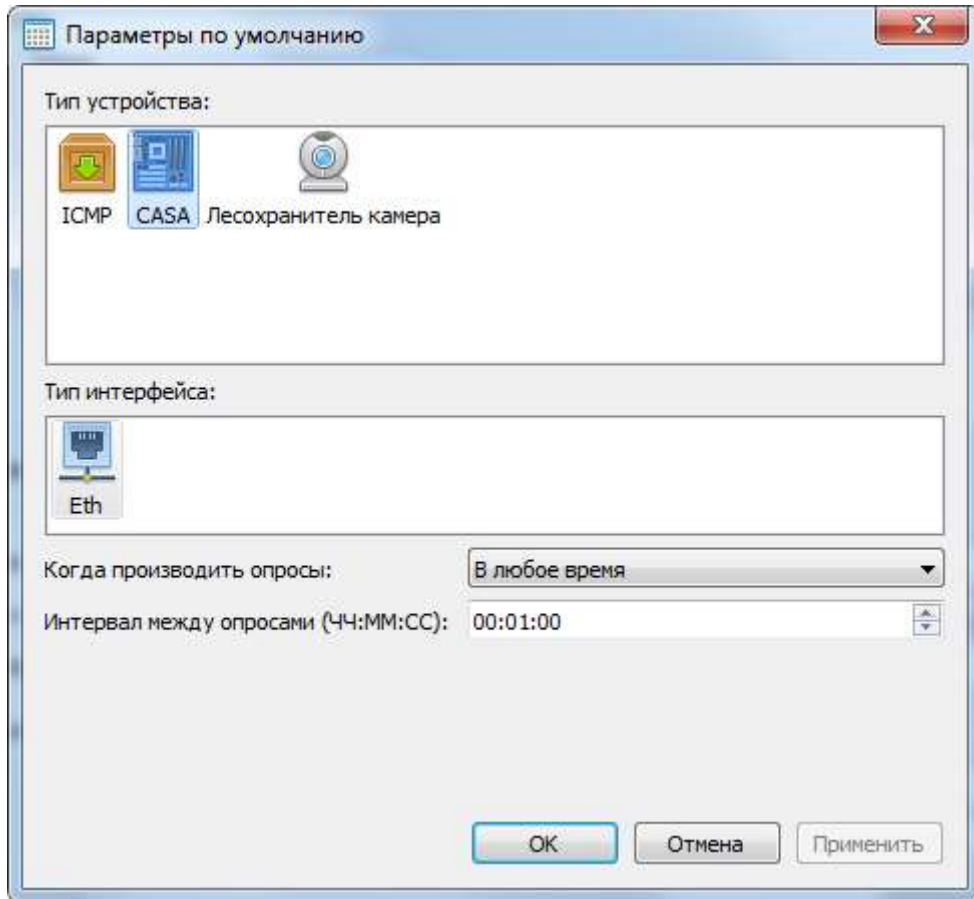 Параметры по умолчанию
Тип устройства:
ICMP CASA Лесохранитель камера
Тип интерфейса:
Eth
Когда производить опросы: В любое время
Интервал между опросами (ЧЧ:ММ:СС): 00:01:00
OK Отмена Применить